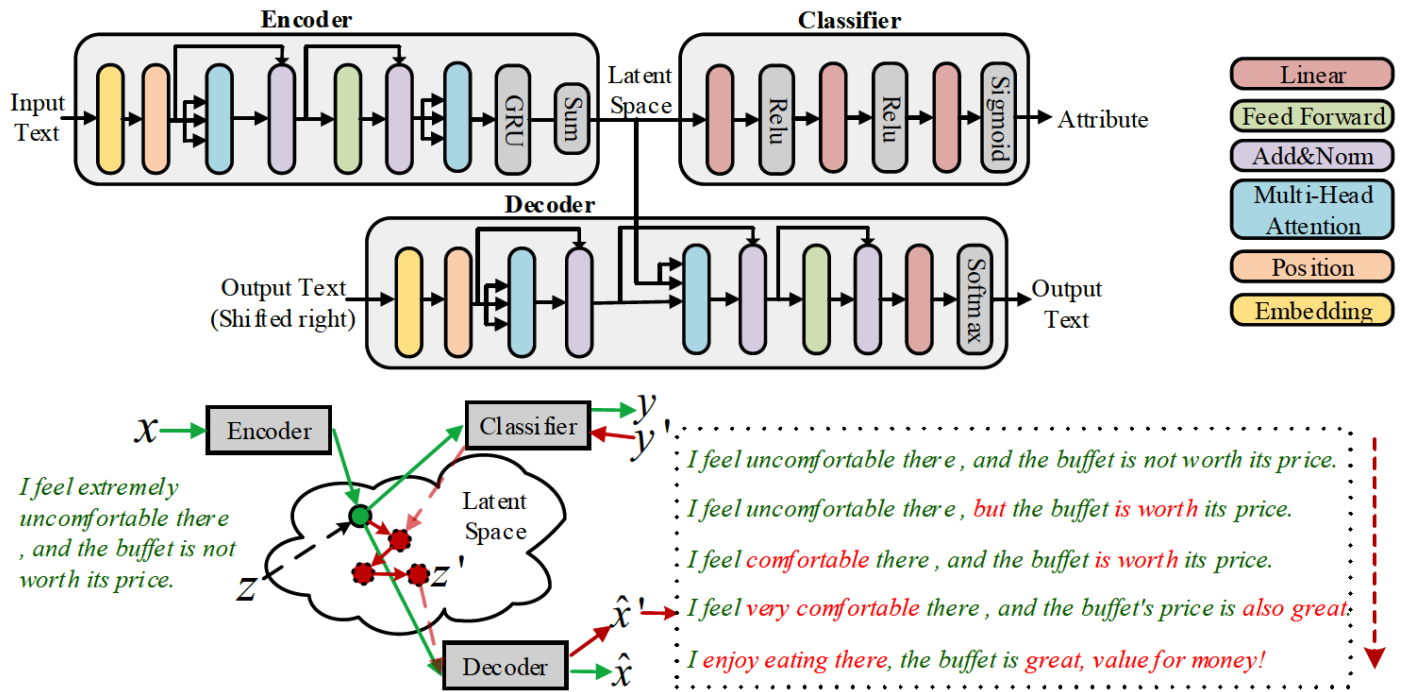 Encoder
Classifier
Input
Text
GRU
Sum
Latent
Space
Relu
Relu
Sigmoid
Attribute
Linear
Feed Forward
Add&Norm
Multi-Head
Attention
Position
Embedding
Decoder
Output Text
(Shifted right)
Softmax
Output
Text
x
Encoder
Classifier
y
y'
I feel extremely
uncomfortable there
, and the buffet is not
worth its price.
Latent
Space
z
z'
x̂'
x̂
Decoder
I feel uncomfortable there , and the buffet is not worth its price.
I feel uncomfortable there , but the buffet is worth its price.
I feel comfortable there , and the buffet is worth its price.
I feel very comfortable there , and the buffet's price is also great.
I enjoy eating there, the buffet is great, value for money!